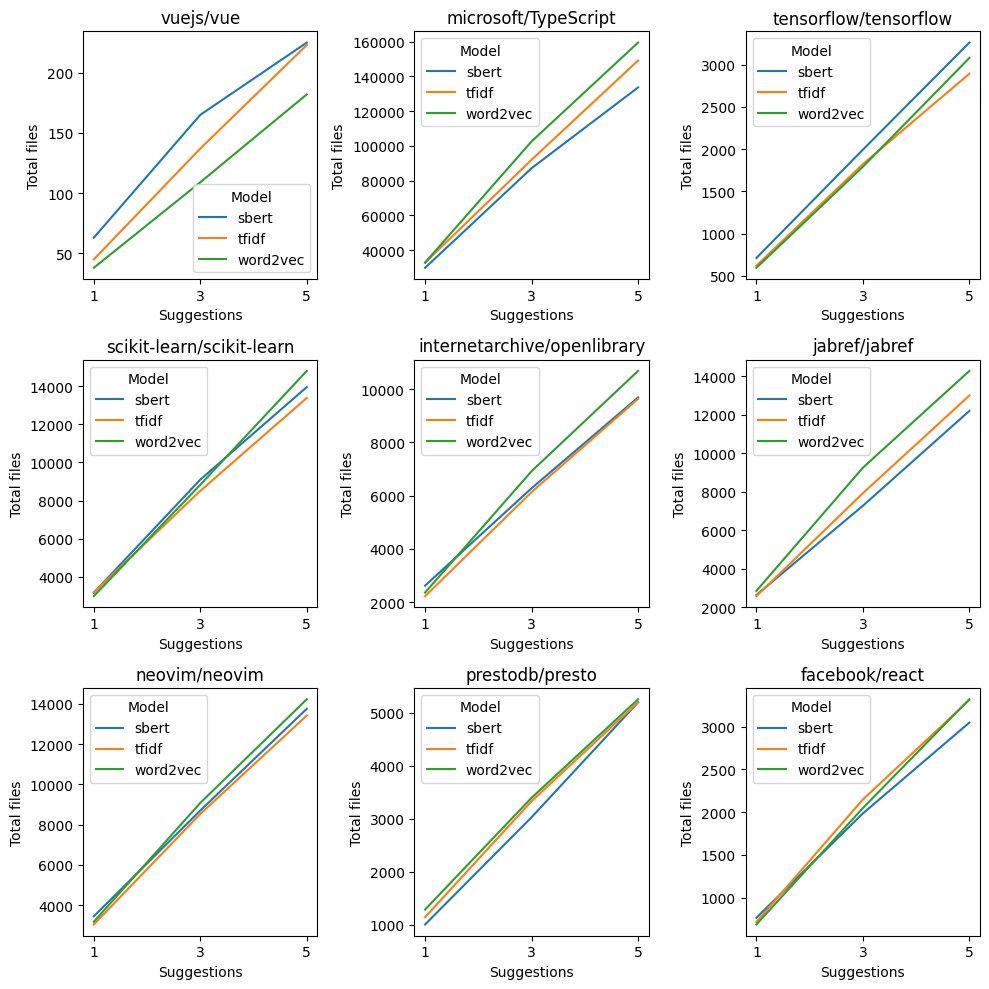 vuejs/vue
Total files
200
150
100
50
Model
sbert
tfidf
word2vec
1
3
5
Suggestions
microsoft/TypeScript
Total files
160000
140000
120000
100000
80000
60000
40000
Model
sbert
tfidf
word2vec
1
3
5
Suggestions
tensorflow/tensorflow
Total files
3000
2500
2000
1500
1000
500
Model
sbert
tfidf
word2vec
1
3
5
Suggestions
scikit-learn/scikit-learn
Total files
14000
12000
10000
8000
6000
4000
Model
sbert
tfidf
word2vec
1
3
5
Suggestions
internetarchive/openlibrary
Total files
10000
8000
6000
4000
2000
Model
sbert
tfidf
word2vec
1
3
5
Suggestions
jabref/jabref
Total files
14000
12000
10000
8000
6000
4000
2000
Model
sbert
tfidf
word2vec
1
3
5
Suggestions
neovim/neovim
Total files
14000
12000
10000
8000
6000
4000
Model
sbert
tfidf
word2vec
1
3
5
Suggestions
prestodb/presto
Total files
5000
4000
3000
2000
1000
Model
sbert
tfidf
word2vec
1
3
5
Suggestions
facebook/react
Total files
3000
2500
2000
1500
1000
Model
sbert
tfidf
word2vec
1
3
5
Suggestions